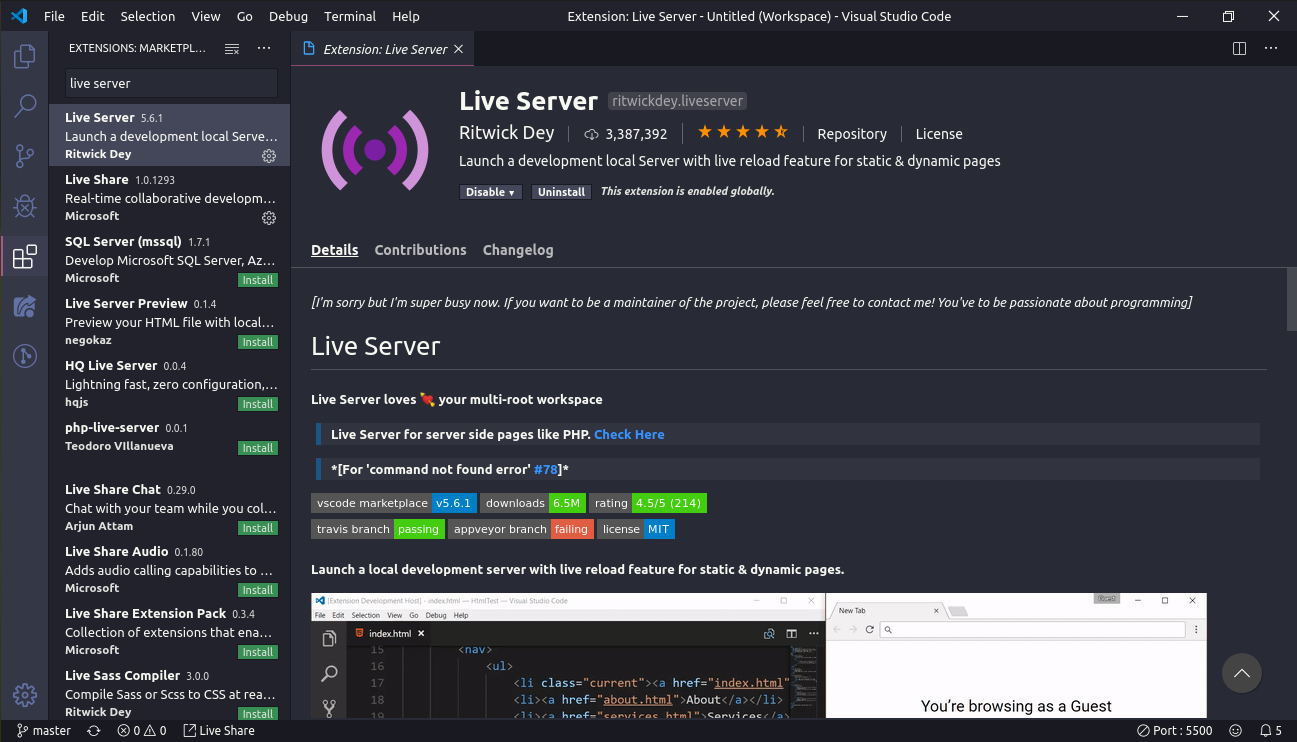 File Edit Selection View Go Debug Terminal Help Extension: Live Server - Untitled (Workspace) - Visual Studio Code
EXTENSIONS: MARKETPL...
live server
Live Server 5.6.1
Launch a development local Serve...
Ritwick Dey
Live Share 1.0.1293
Real-time collaborative developm...
Microsoft
SQL Server (mssql) 1.7.1
Develop Microsoft SQL Server, Az...
Microsoft Install
Live Server Preview 0.1.4
Preview your HTML file with local...
negokaz Install
HQ Live Server 0.0.4
Lightning fast, zero configuration,...
hqjs Install
php-live-server 0.0.1
Teodoro VIllanueva Install
Live Share Chat 0.29.0
Chat with your team while you col...
Arjun Attam Install
Live Share Audio 0.1.80
Adds audio calling capabilities to ...
Microsoft Install
Live Share Extension Pack 0.3.4
Collection of extensions that ena...
Microsoft Install
Live Sass Compiler 3.0.0
Compile Sass or Scss to CSS at rea...
Ritwick Dey Install
Extension: Live Server
Live Server ritwickdey.liveserver
Ritwick Dey 3,387,392 Repository License
Launch a development local Server with live reload feature for static & dynamic pages
Disable Uninstall This extension is enabled globally.
Details Contributions Changelog
[I'm sorry but I'm super busy now. If you want to be a maintainer of the project, please feel free to contact me! You've to be passionate about programming]
Live Server
Live Server loves 💘 your multi-root workspace
Live Server for server side pages like PHP. Check Here
*[For 'command not found error' #78]*
vscode marketplace v5.6.1 downloads 6.5M rating 4.5/5 (214)
travis branch passing appveyor branch failing license MIT
Launch a local development server with live reload feature for static & dynamic pages.
[Extension Development Host] - index.html — HtmlTest — Visual Studio Code
File Edit Selection View Go Debug Help
index.html
15 <nav>
16 <ul>
17 <li class="current"><a href="index.html"
18 <li><a href="about.html">About</a></li>
19 <li><a href="services.html">Services</a>
Guest
New Tab
You're browsing as a Guest
master 0 0 Live Share Port : 5500 5